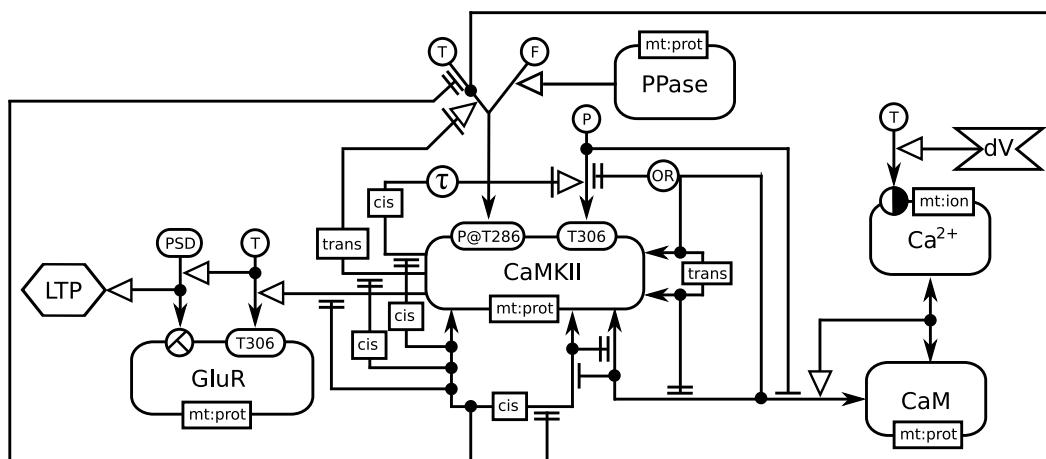 T
F
mt:prot
PPase
P
T
dV
τ
OR
cis
mt:ion
Ca2+
PSD
T
trans
P@T286
T306
CaMKII
trans
LTP
mt:prot
cis
cis
T306
GluR
mt:prot
cis
CaM
mt:prot